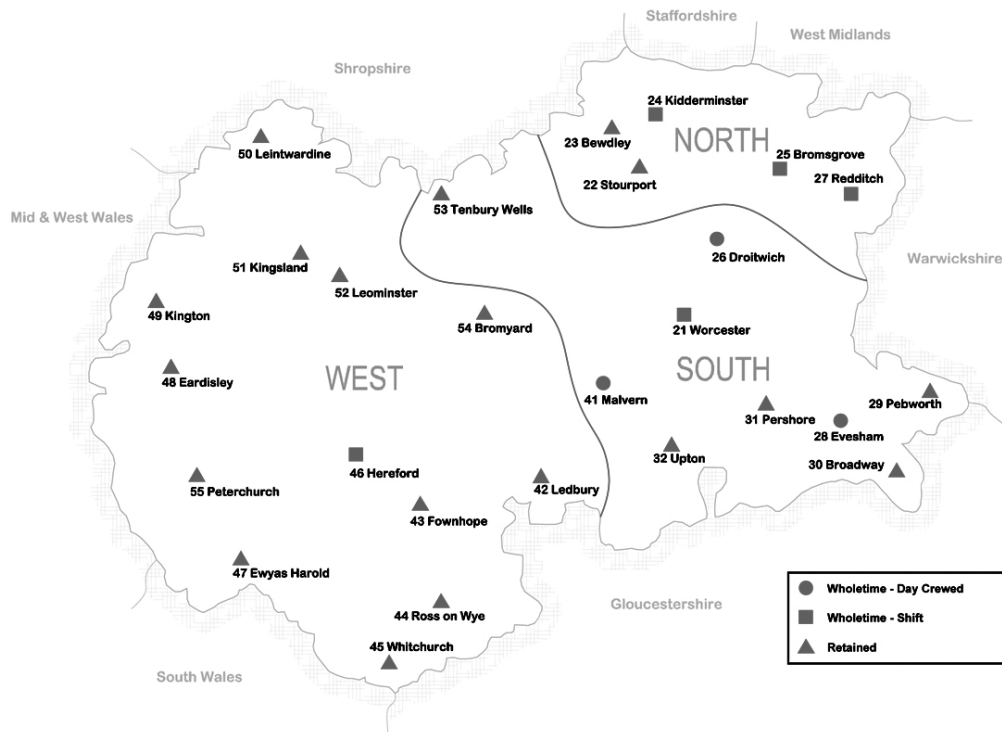 Staffordshire
West Midlands
Shropshire
24 Kidderminster
NORTH
23 Bewdley
50 Leintwardine
25 Bromsgrove
22 Stourport
27 Redditch
53 Tenbury Wells
Mid & West Wales
26 Droitwich
Warwickshire
51 Kingsland
52 Leominster
49 Kington
54 Bromyard
21 Worcester
SOUTH
48 Eardisley
WEST
41 Malvern
29 Pebworth
31 Pershore
28 Evesham
32 Upton
30 Broadway
46 Hereford
55 Peterchurch
42 Ledbury
43 Fownhope
47 Ewyas Harold
Gloucestershire
44 Ross on Wye
45 Whitchurch
South Wales
Wholetime - Day Crewed
Wholetime - Shift
Retained